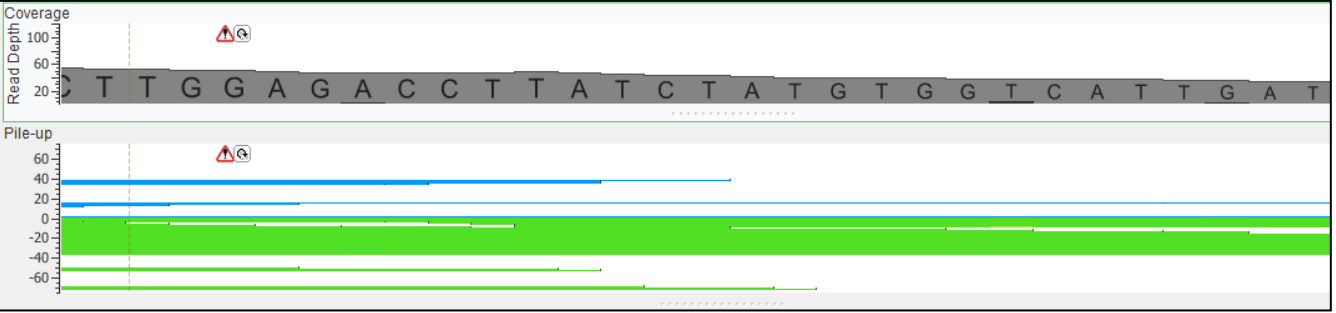 Coverage
Read Depth
100
60
20
C T T G G A G A C C T T A T C T A T G T G G T C A T T G A T
Pile-up
60
40
20
0
-20
-40
-60